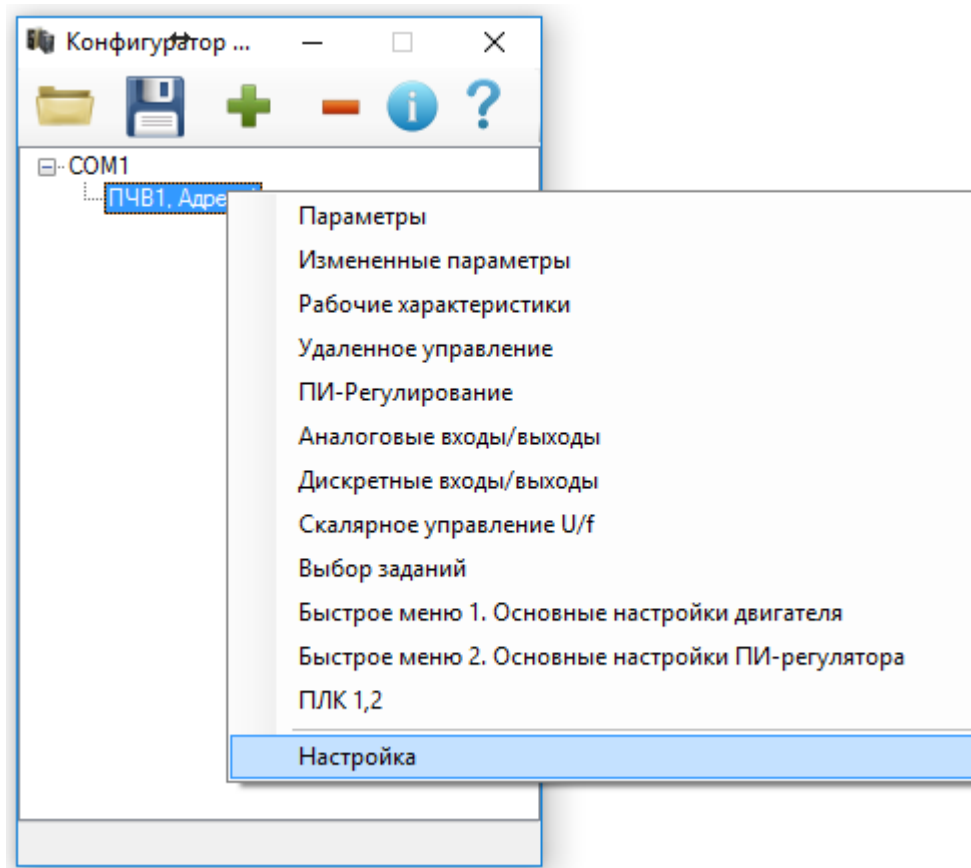 Конфигуратор ...
COM1
ПЧВ1, Адрес
Параметры
Измененные параметры
Рабочие характеристики
Удаленное управление
ПИ-Регулирование
Аналоговые входы/выходы
Дискретные входы/выходы
Скалярное управление U/f
Выбор заданий
Быстрое меню 1. Основные настройки двигателя
Быстрое меню 2. Основные настройки ПИ-регулятора
ПЛК 1,2
Настройка